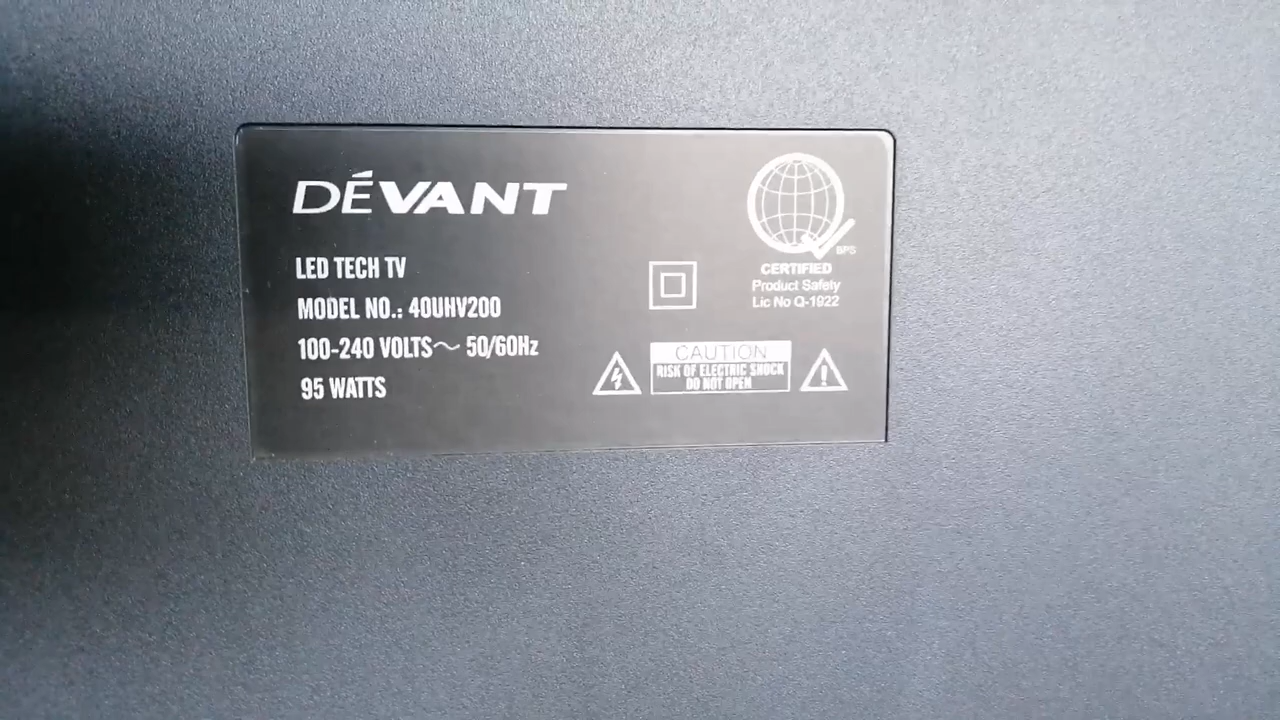 DÉVANT
LED TECH TV
MODEL NO.: 40UHV200
100-240 VOLTS~ 50/60Hz
95 WATTS
BPS
CERTIFIED
Product Safety
Lic No Q-1922
CAUTION
RISK OF ELECTRIC SHOCK
DO NOT OPEN